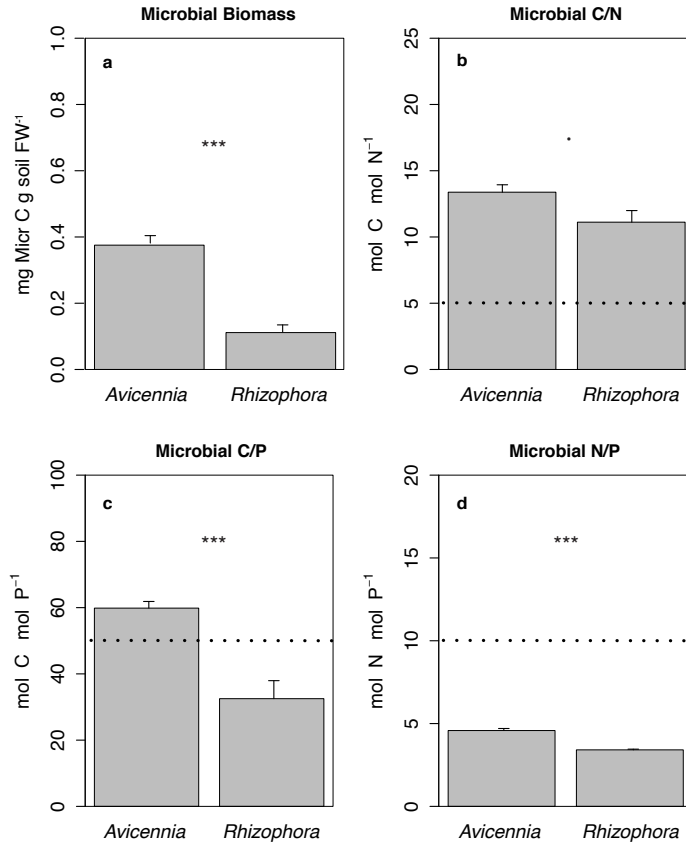 Microbial Biomass
a
***
mg Micr C g soil FW⁻¹
0.0 0.2 0.4 0.6 0.8 1.0
Avicennia Rhizophora
Microbial C/N
b
.
mol C mol N⁻¹
0 5 10 15 20 25
Avicennia Rhizophora
Microbial C/P
c
***
mol C mol P⁻¹
0 20 40 60 80 100
Avicennia Rhizophora
Microbial N/P
d
***
mol N mol P⁻¹
0 5 10 15 20
Avicennia Rhizophora